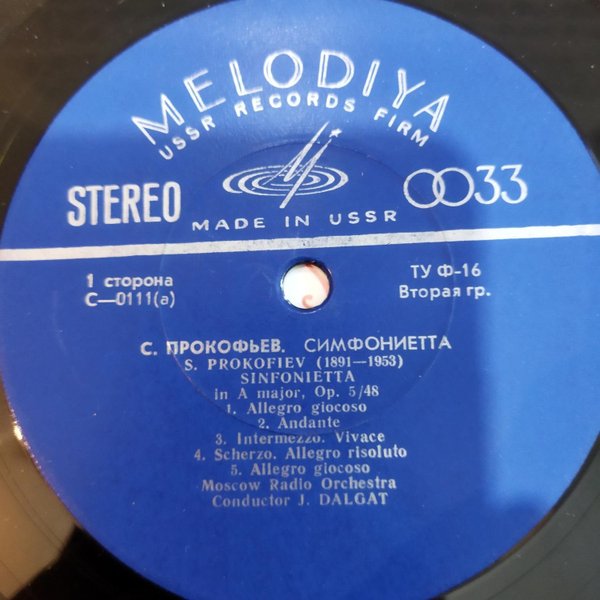 MELODIYA
USSR RECORDS FIRM
STEREO
33
MADE IN USSR
1 сторона
С—0111(а)
ТУ Ф-16
Вторая гр.
С. ПРОКОФЬЕВ. СИМФОНИЕТТА
S. PROKOFIEV (1891—1953)
SINFONIETTA
in A major, Op. 5/48
1. Allegro giocoso
2. Andante
3. Intermezzo. Vivace
4. Scherzo. Allegro risoluto
5. Allegro giocoso
Moscow Radio Orchestra
Conductor J. DALGAT